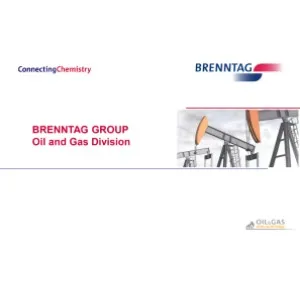 ConnectingChemistry
BRENNTAG
BRENNTAG GROUP
Oil and Gas Division
OIL&GAS